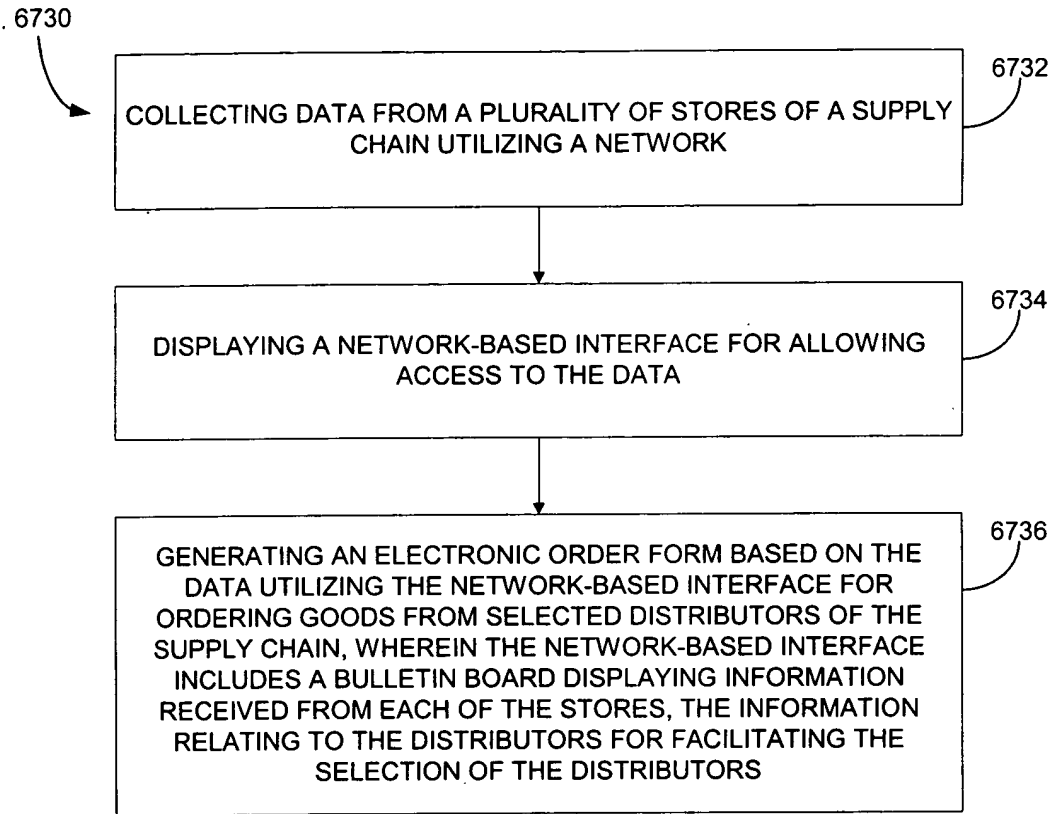 6730
6732
COLLECTING DATA FROM A PLURALITY OF STORES OF A SUPPLY
CHAIN UTILIZING A NETWORK
6734
DISPLAYING A NETWORK-BASED INTERFACE FOR ALLOWING
ACCESS TO THE DATA
6736
GENERATING AN ELECTRONIC ORDER FORM BASED ON THE
DATA UTILIZING THE NETWORK-BASED INTERFACE FOR
ORDERING GOODS FROM SELECTED DISTRIBUTORS OF THE
SUPPLY CHAIN, WHEREIN THE NETWORK-BASED INTERFACE
INCLUDES A BULLETIN BOARD DISPLAYING INFORMATION
RECEIVED FROM EACH OF THE STORES, THE INFORMATION
RELATING TO THE DISTRIBUTORS FOR FACILITATING THE
SELECTION OF THE DISTRIBUTORS